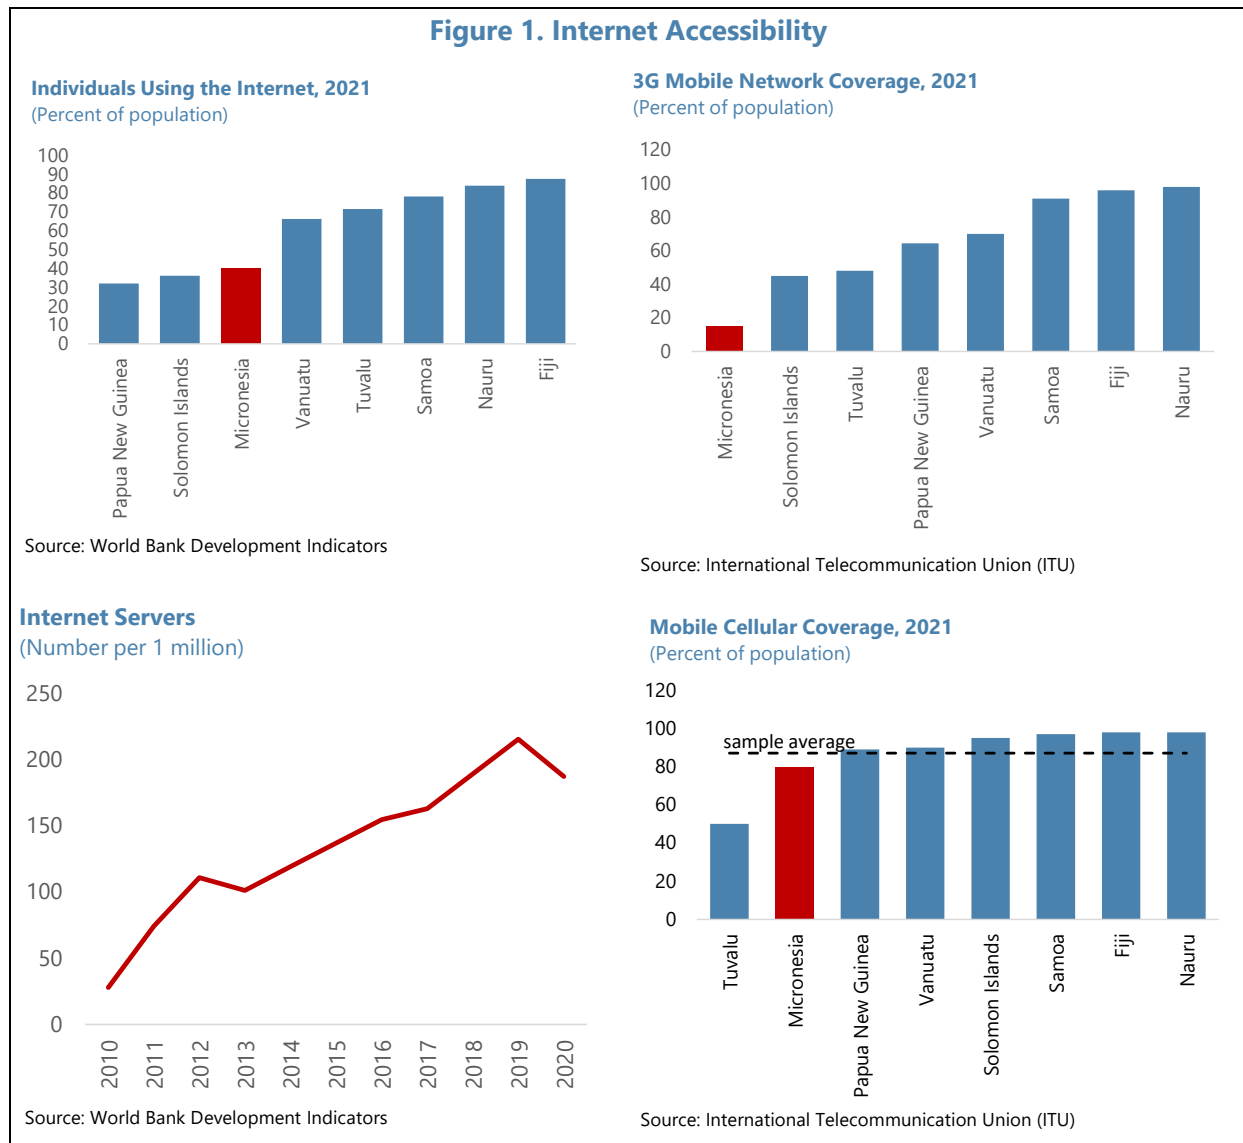 Figure 1. Internet Accessibility
Individuals Using the Internet, 2021
(Percent of population)
100
90
80
70
60
50
40
30
20
10
0
Papua New Guinea
Solomon Islands
Micronesia
Vanuatu
Tuvalu
Samoa
Nauru
Fiji
Source: World Bank Development Indicators
3G Mobile Network Coverage, 2021
(Percent of population)
120
100
80
60
40
20
0
Micronesia
Solomon Islands
Tuvalu
Papua New Guinea
Vanuatu
Samoa
Fiji
Nauru
Source: International Telecommunication Union (ITU)
Internet Servers
(Number per 1 million)
250
200
150
100
50
0
2010
2011
2012
2013
2014
2015
2016
2017
2018
2019
2020
Source: World Bank Development Indicators
Mobile Cellular Coverage, 2021
(Percent of population)
120
100
80
60
40
20
0
sample average
Tuvalu
Micronesia
Papua New Guinea
Vanuatu
Solomon Islands
Samoa
Fiji
Nauru
Source: International Telecommunication Union (ITU)